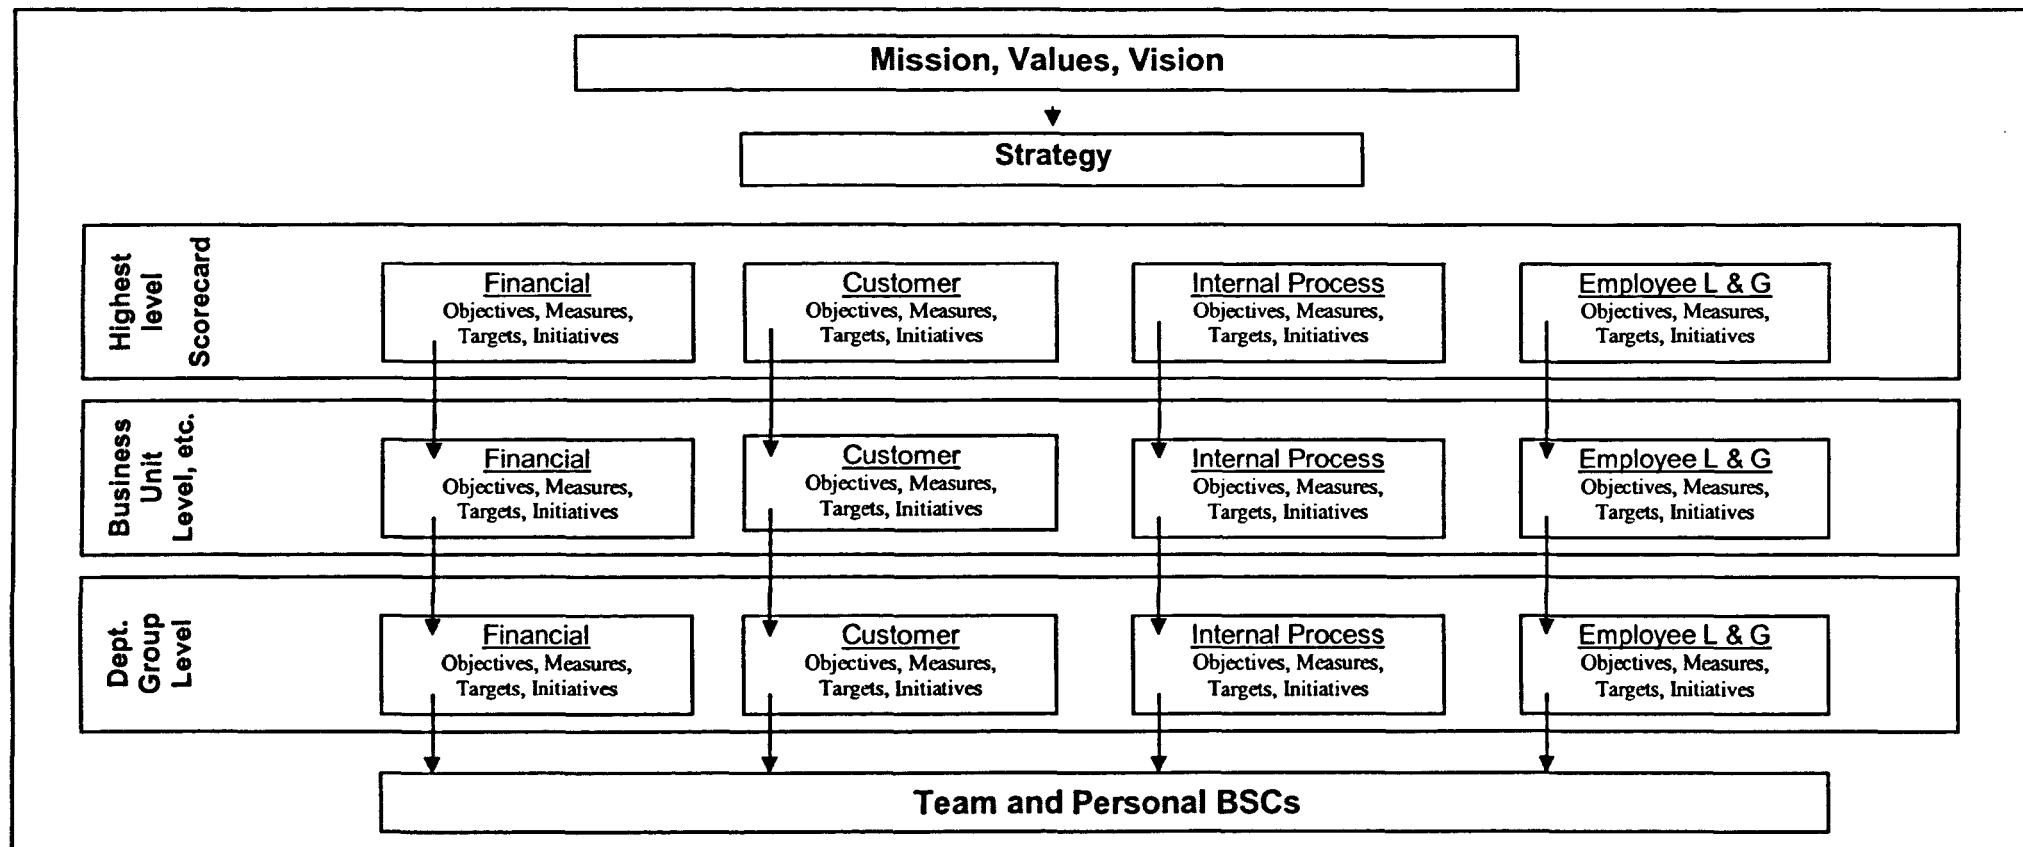 Mission, Values, Vision
Strategy
Highest
level
Scorecard
Financial
Objectives, Measures,
Targets, Initiatives
Customer
Objectives, Measures,
Targets, Initiatives
Internal Process
Objectives, Measures,
Targets, Initiatives
Employee L & G
Objectives, Measures,
Targets, Initiatives
Business
Unit
Level, etc.
Financial
Objectives, Measures,
Targets, Initiatives
Customer
Objectives, Measures,
Targets, Initiatives
Internal Process
Objectives, Measures,
Targets, Initiatives
Employee L & G
Objectives, Measures,
Targets, Initiatives
Dept.
Group
Level
Financial
Objectives, Measures,
Targets, Initiatives
Customer
Objectives, Measures,
Targets, Initiatives
Internal Process
Objectives, Measures,
Targets, Initiatives
Employee L & G
Objectives, Measures,
Targets, Initiatives
Team and Personal BSCs